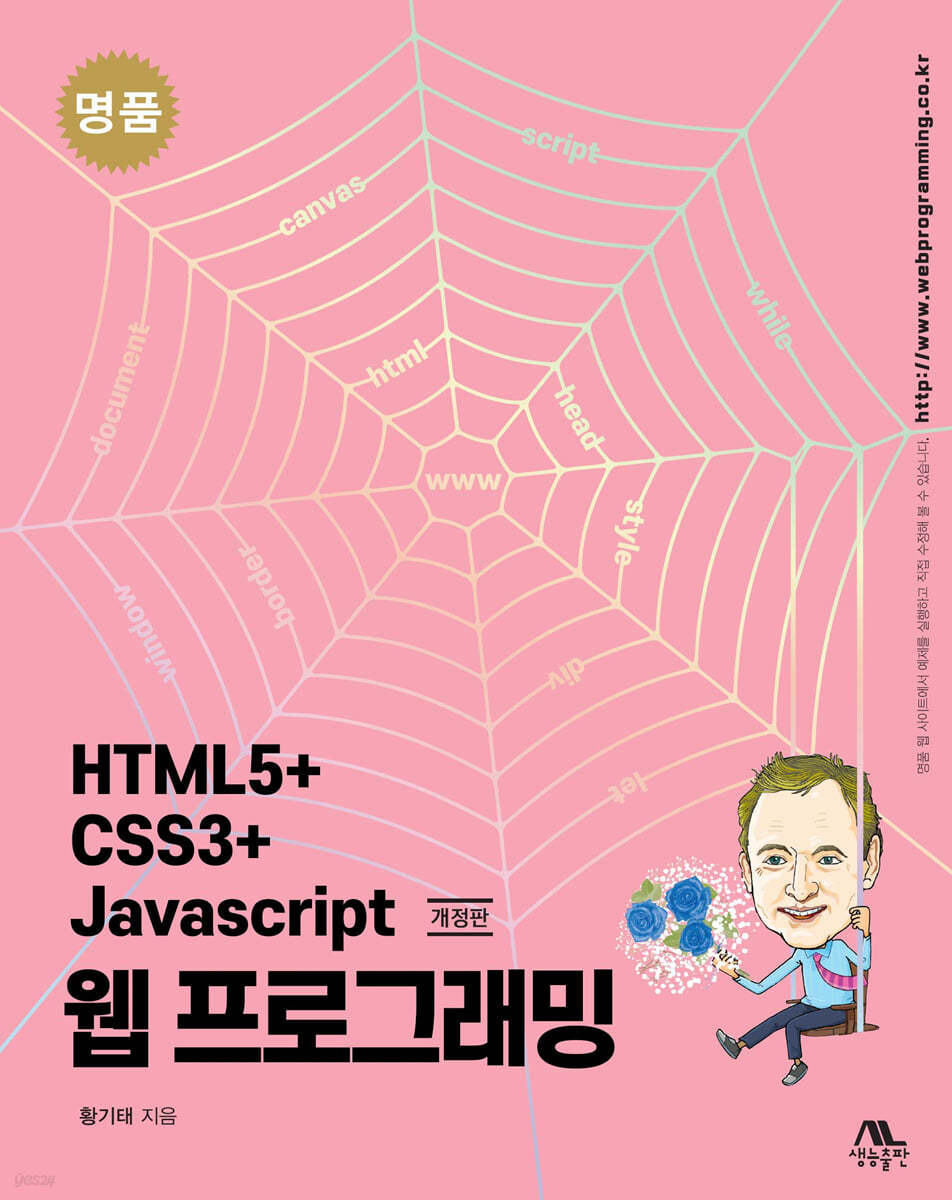 명품
script
canvas
while
document
html
head
www
style
border
window
div
let
HTML5+
CSS3+
Javascript 개정판
웹 프로그래밍
황기태 지음
명품 웹 사이트에서 예제를 실행하고 직접 수정해 볼 수 있습니다. http://www.webprogramming.co.kr
생능출판
yes24